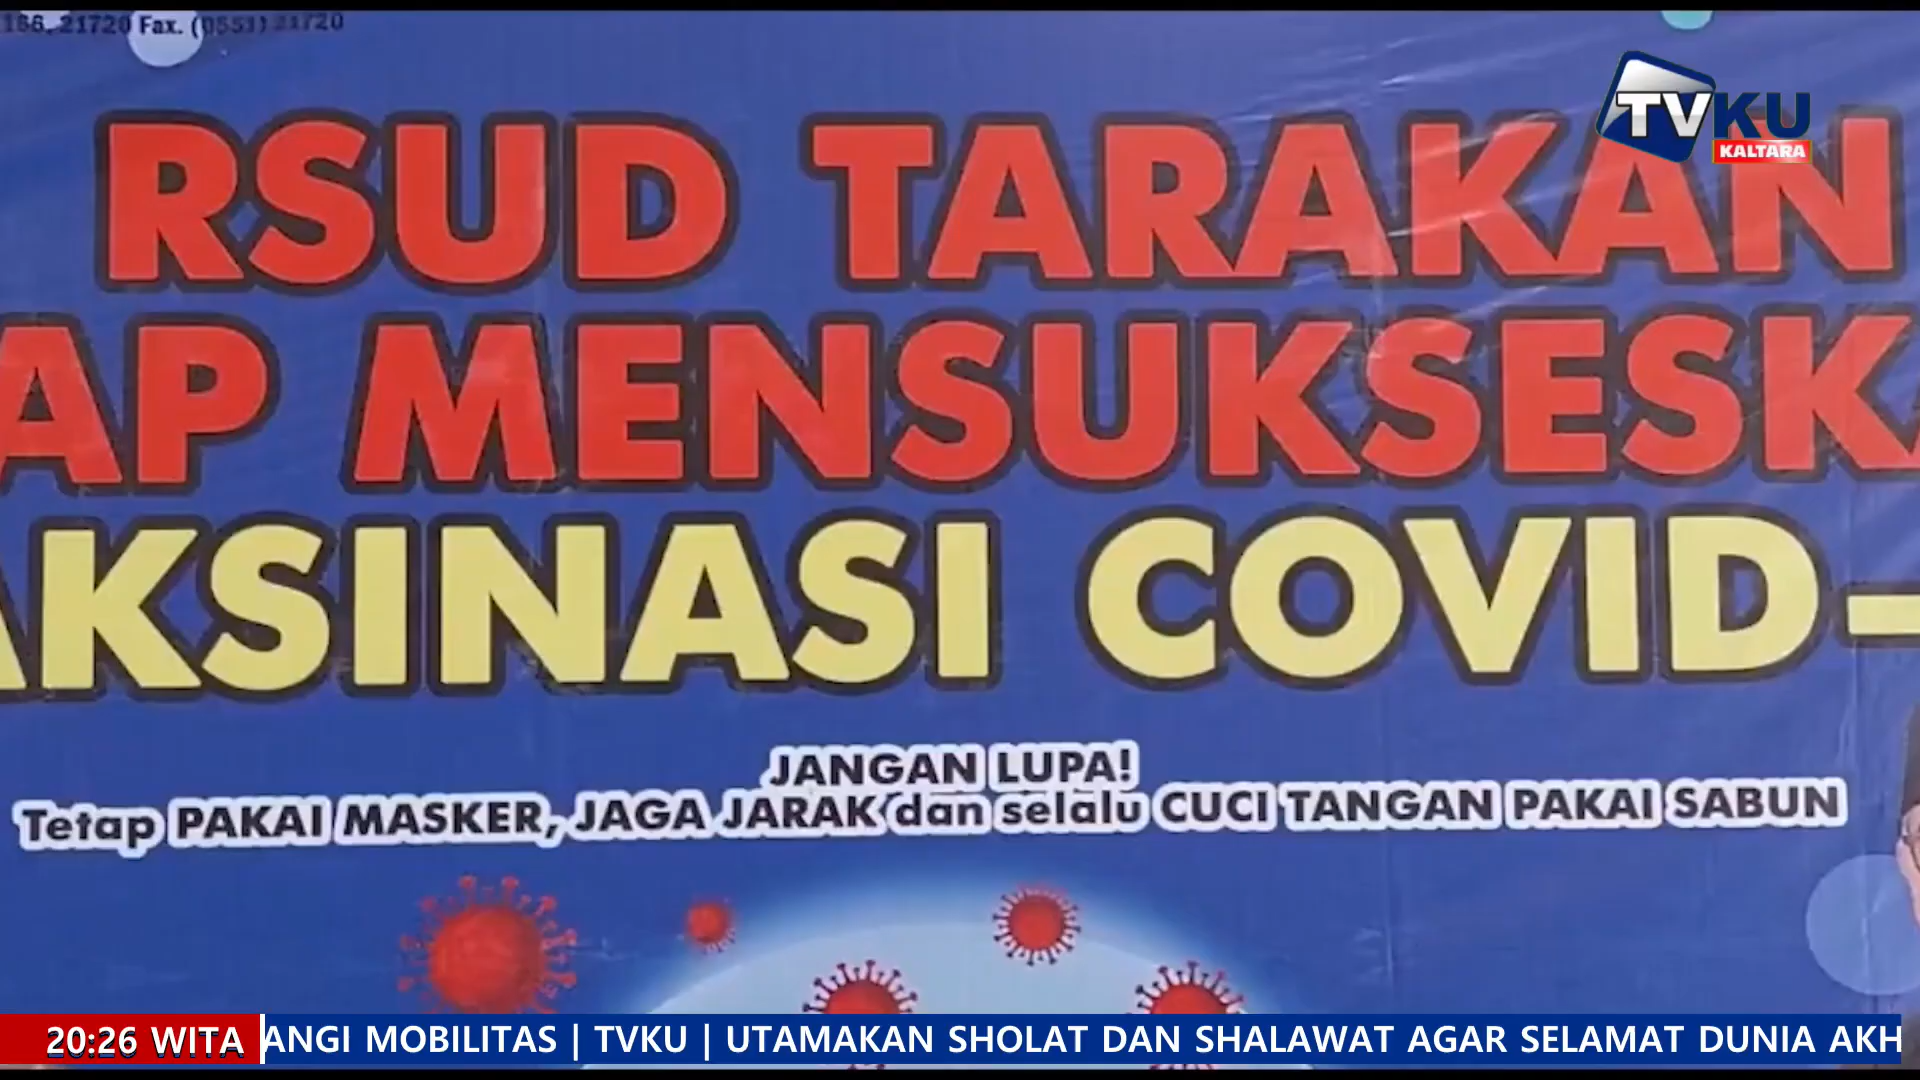 166, 21720 Fax. (0551) 21720
TVKU
KALTARA
RSUD TARAKAN
AP MENSUKSESKA
AKSINASI COVID-
JANGAN LUPA!
Tetap PAKAI MASKER, JAGA JARAK dan selalu CUCI TANGAN PAKAI SABUN
20:26 WITA ANGI MOBILITAS | TVKU | UTAMAKAN SHOLAT DAN SHALAWAT AGAR SELAMAT DUNIA AKH